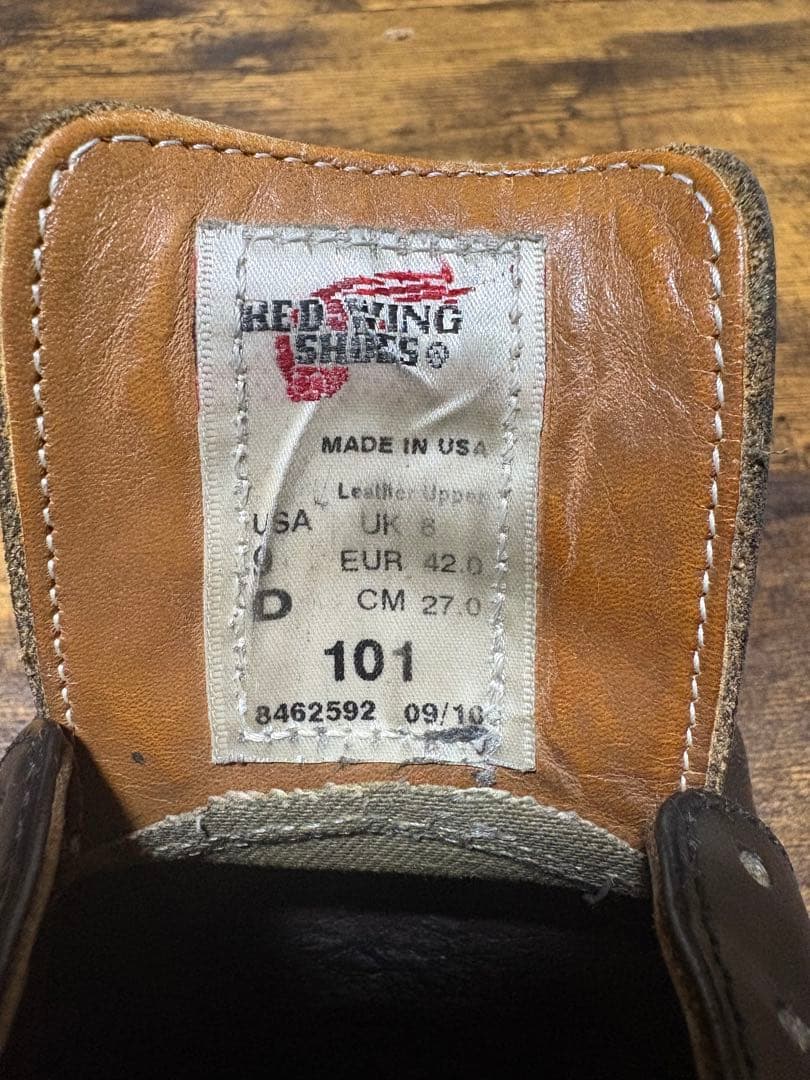 RED WING
SHOES®
MADE IN USA
Leather Upper
USA UK 8
9 EUR 42.0
D CM 27.0
101
8462592 09/10